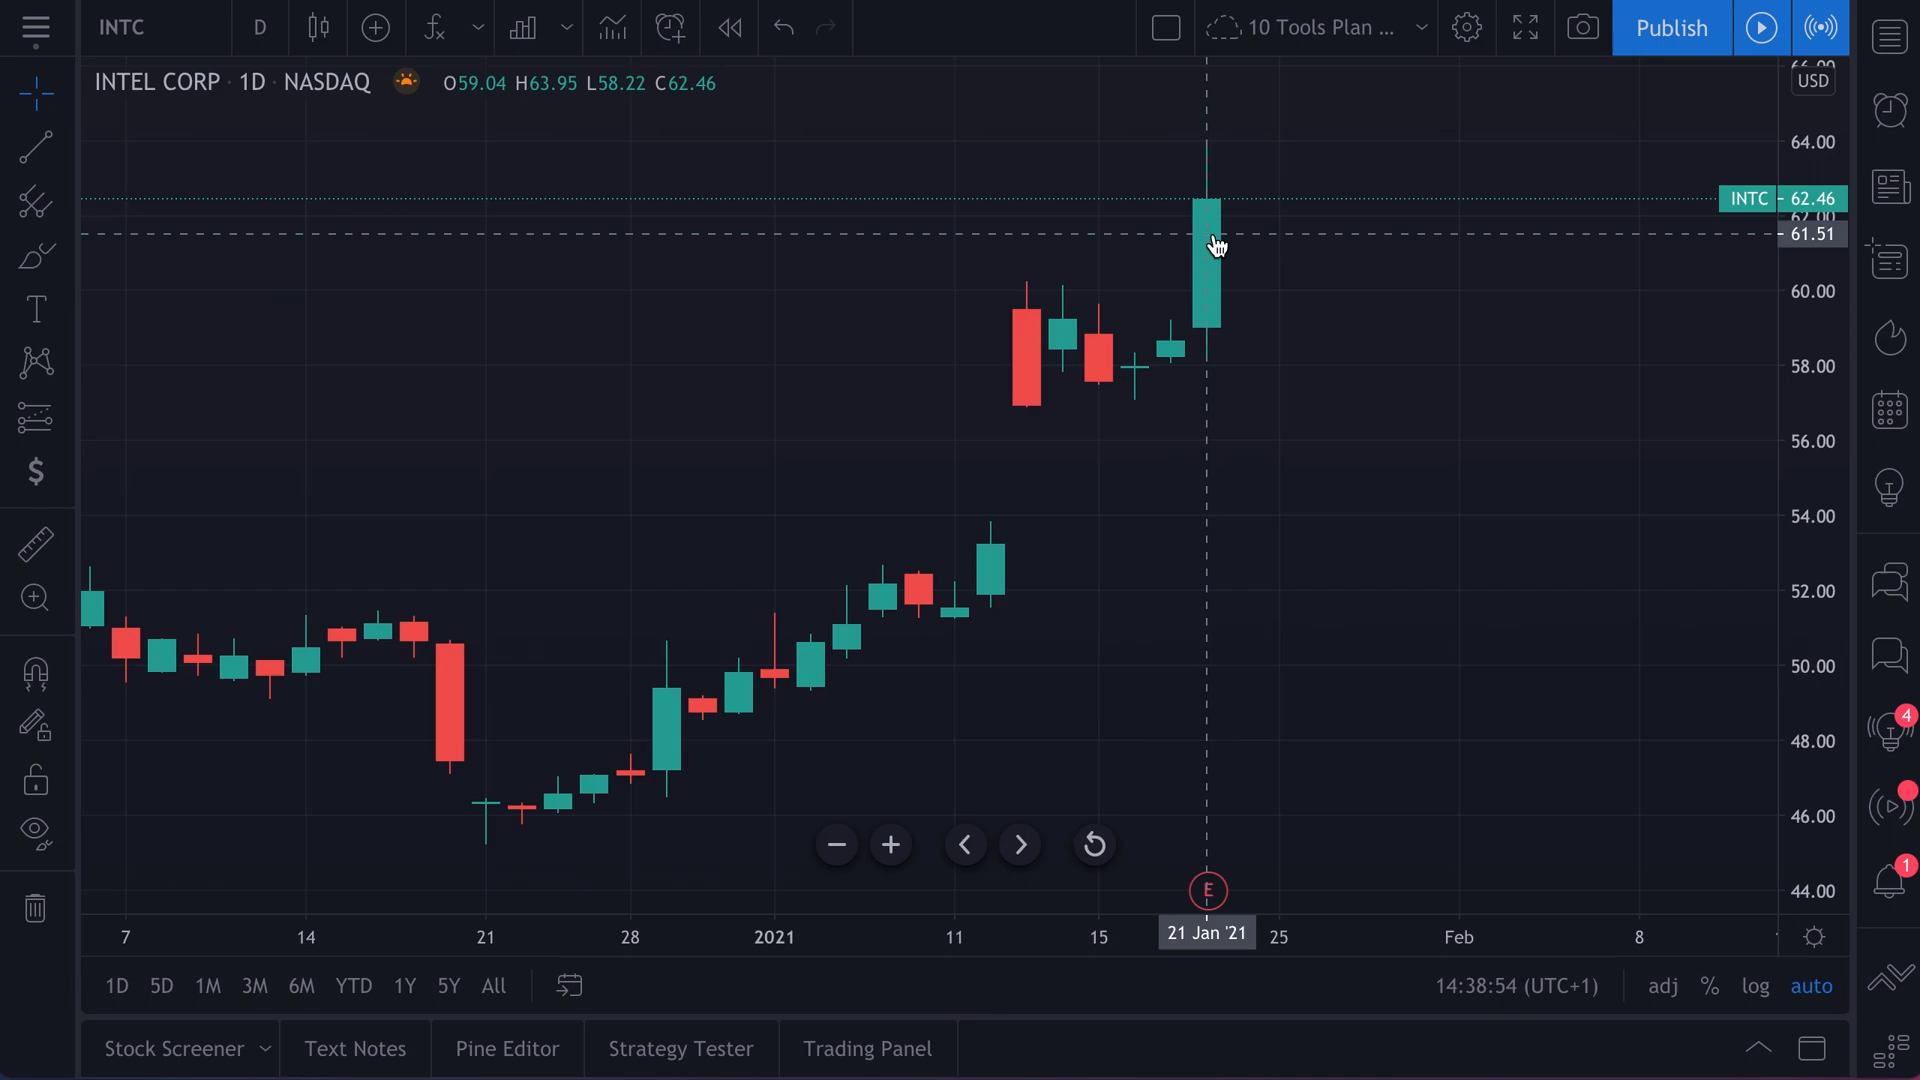 INTC D 10 Tools Plan ... Publish
INTEL CORP · 1D · NASDAQ O59.04 H63.95 L58.22 C62.46
66.00
USD
64.00
INTC 62.46
62.00
61.51
60.00
58.00
56.00
54.00
52.00
50.00
48.00
46.00
44.00
4
1
E
7 14 21 28 2021 11 15 21 Jan '21 25 Feb 8
1D 5D 1M 3M 6M YTD 1Y 5Y All 14:38:54 (UTC+1) adj % log auto
Stock Screener Text Notes Pine Editor Strategy Tester Trading Panel